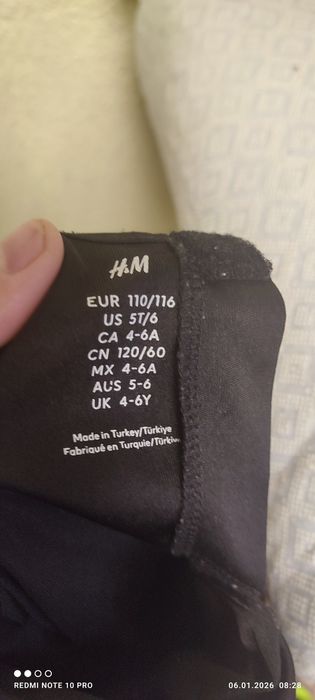 H&M
EUR 110/116
US 5T/6
CA 4-6A
CN 120/60
MX 4-6A
AUS 5-6
UK 4-6Y
Made in Turkey/Türkiye
Fabriqué en Turquie/Türkiye
REDMI NOTE 10 PRO
06.01.2026 08:28